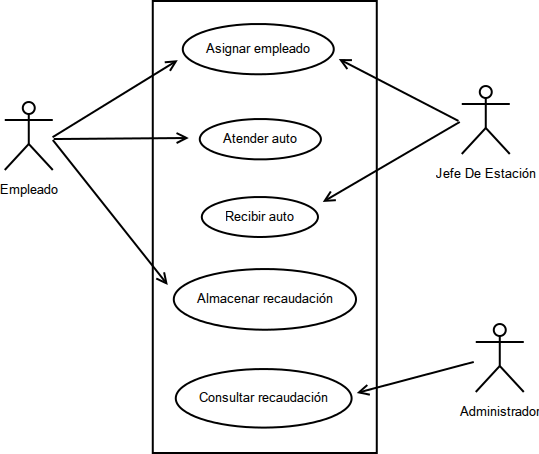 Asignar empleado
Atender auto
Empleado
Jefe De Estación
Recibir auto
Almacenar recaudación
Consultar recaudación
Administrador